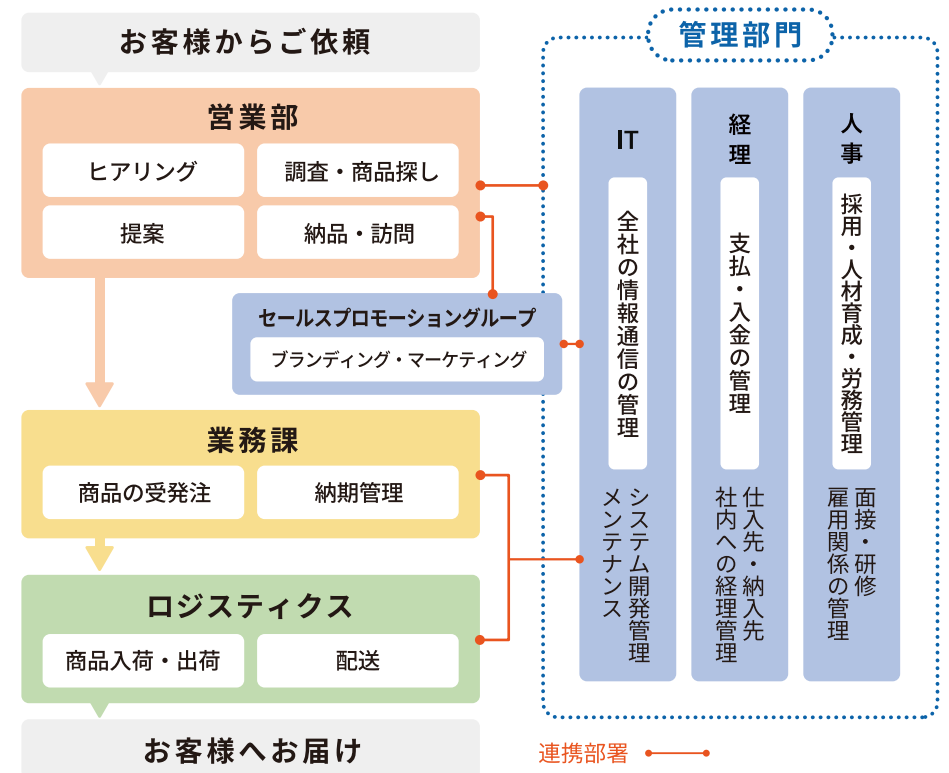 お客様からご依頼
営業部
ヒアリング
調査・商品探し
提案
納品・訪問
セールスプロモーショングループ
ブランディング・マーケティング
業務課
商品の受発注
納期管理
ロジスティクス
商品入荷・出荷
配送
お客様へお届け
管理部門
IT
全社の情報通信の管理
システム開発管理
メンテナンス
経理
支払・入金の管理
仕入先・納入先
社内への経理管理
人事
採用・人材育成・労務管理
面接・研修
雇用関係の管理
連携部署